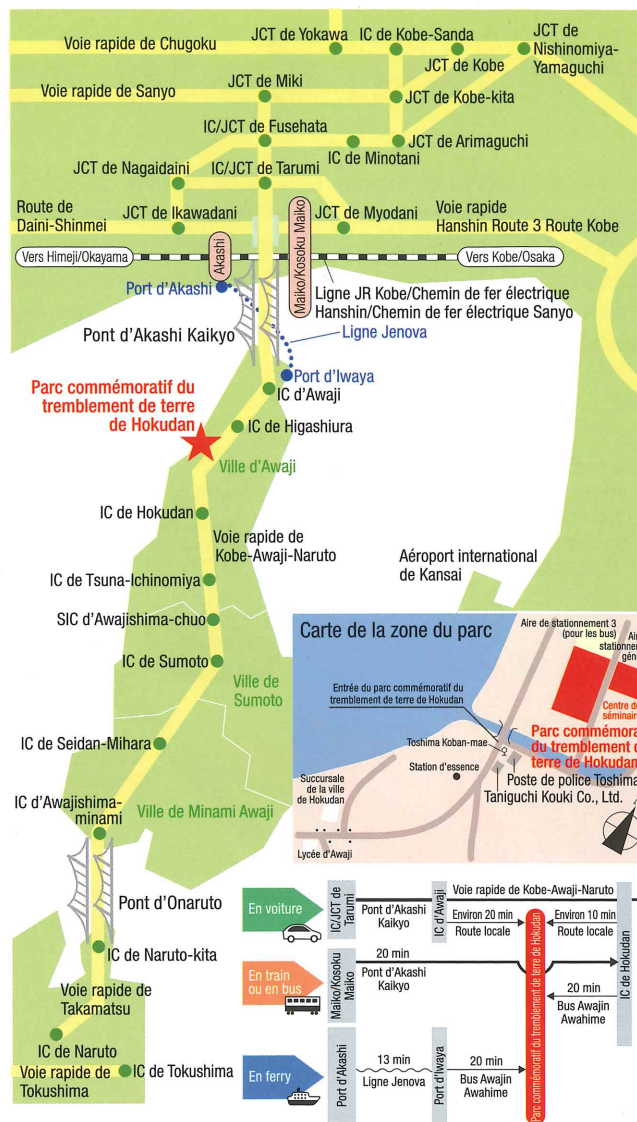 JCT de Yokawa
IC de Kobe-Sanda
JCT de
Nishinomiya-
Yamaguchi
Voie rapide de Chugoku
JCT de Kobe
Voie rapide de Sanyo
JCT de Miki
JCT de Kobe-kita
IC/JCT de Fusehata
IC de Minotani
JCT de Arimaguchi
JCT de Nagaidaini
IC/JCT de Tarumi
Route de
Daini-Shinmei
JCT de Ikawadani
JCT de Myodani
Voie rapide
Hanshin Route 3 Route Kobe
Vers Himeji/Okayama
Akashi
Maiko/Kosoku Maiko
Vers Kobe/Osaka
Port d'Akashi
Ligne JR Kobe/Chemin de fer électrique
Hanshin/Chemin de fer électrique Sanyo
Pont d'Akashi Kaikyo
Ligne Jenova
Port d'Iwaya
Parc commémoratif du
tremblement de terre
de Hokudan
IC d'Awaji
IC de Higashiura
Ville d'Awaji
IC de Hokudan
Voie rapide de
Kobe-Awaji-Naruto
IC de Tsuna-Ichinomiya
Aéroport international
de Kansai
SIC d'Awajishima-chuo
IC de Sumoto
Ville de
Sumoto
IC de Seidan-Mihara
IC d'Awajishima-
minami
Ville de Minami Awaji
Pont d'Onaruto
IC de Naruto-kita
Voie rapide de
Takamatsu
IC de Naruto
Voie rapide de
Tokushima
IC de Tokushima
Carte de la zone du parc
Aire de stationnement 3
(pour les bus)
Air
stationnem
géné
Entrée du parc commémoratif du
tremblement de terre de Hokudan
Centre de
séminaire
Parc commémora
du tremblement d
terre de Hokudan
Toshima Koban-mae
Station d'essence
Poste de police Toshima
Taniguchi Kouki Co., Ltd.
Succursale
de la ville
de Hokudan
Lycée d'Awaji
En voiture
IC/JCT de
Tarumi
Pont d'Akashi
Kaikyo
IC d'Awaji
Voie rapide de Kobe-Awaji-Naruto
Environ 20 min
Route locale
Environ 10 min
Route locale
Parc commémoratif du tremblement de terre de Hokudan
IC de Hokudan
En train
ou en bus
Maiko/Kosoku
Maiko
20 min
Pont d'Akashi
Kaikyo
20 min
Bus Awajin
Awahime
En ferry
Port d'Akashi
13 min
Ligne Jenova
Port d'Iwaya
20 min
Bus Awajin
Awahime